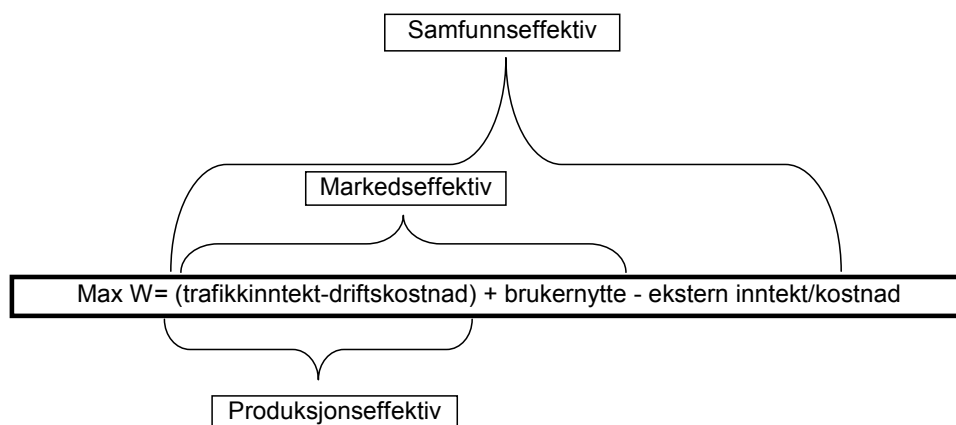 Samfunnseffektiv
Markedseffektiv
Max W= (trafikkinntekt-driftskostnad) + brukernytte - ekstern inntekt/kostnad
Produksjonseffektiv